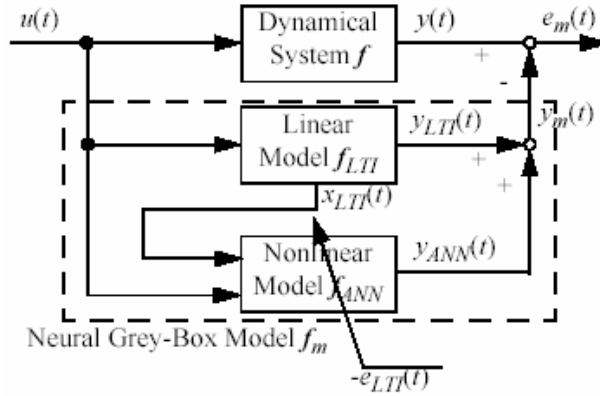 u(t)
Dynamical
System f
y(t)
e_m(t)
+
-
Linear
Model f_LTI
y_LTI(t)
y_m(t)
+
+
x_LTI(t)
Nonlinear
Model f_ANN
y_ANN(t)
Neural Grey-Box Model f_m
-e_LTI(t)